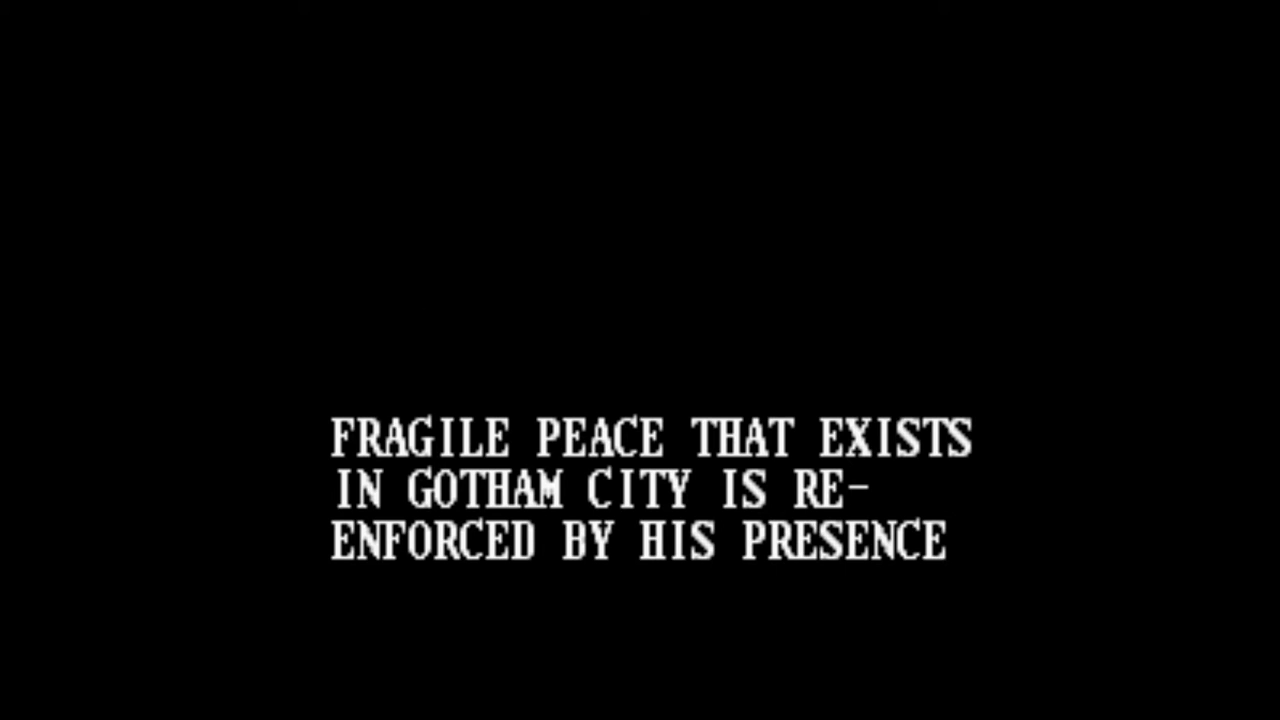 FRAGILE PEACE THAT EXISTS
IN GOTHAM CITY IS RE-
ENFORCED BY HIS PRESENCE